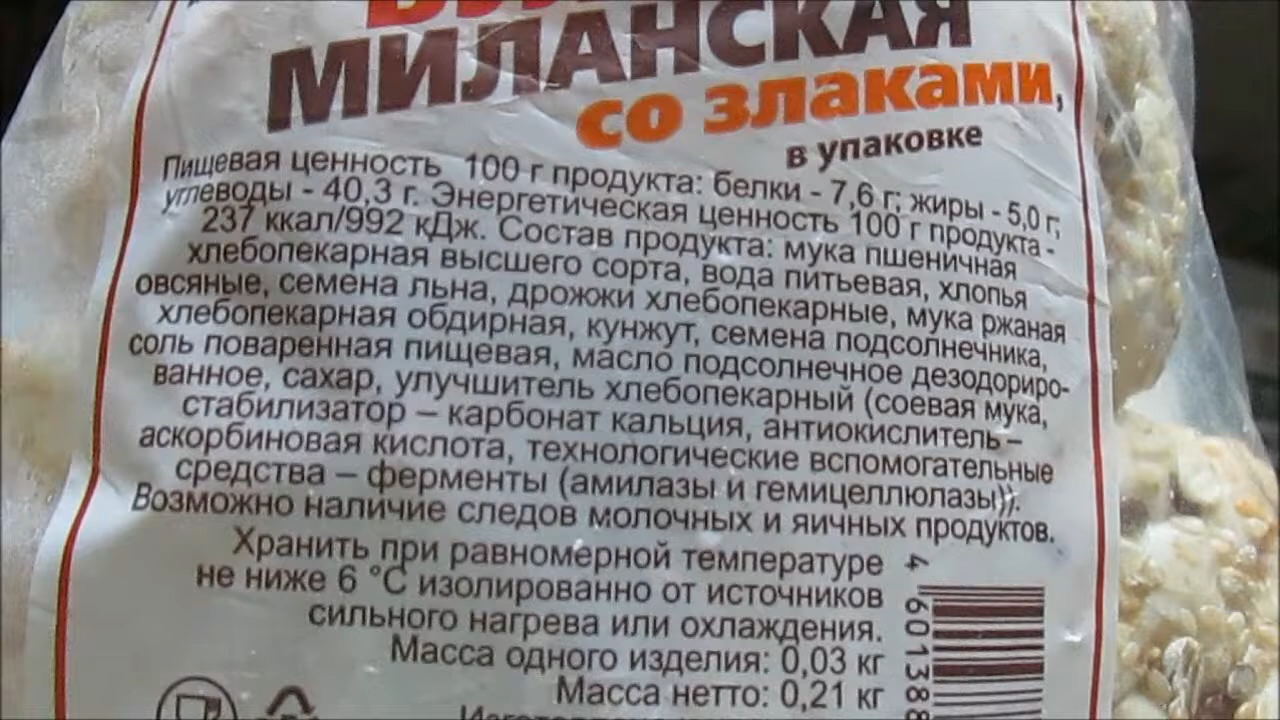 МИЛАНСКАЯ
со злаками,
в упаковке
Пищевая ценность 100 г продукта: белки - 7,6 г; жиры - 5,0 г;
углеводы - 40,3 г. Энергетическая ценность 100 г продукта -
237 ккал/992 кДж. Состав продукта: мука пшеничная
хлебопекарная высшего сорта, вода питьевая, хлопья
овсяные, семена льна, дрожжи хлебопекарные, мука ржаная
хлебопекарная обдирная, кунжут, семена подсолнечника,
соль поваренная пищевая, масло подсолнечное дезодориро-
ванное, сахар, улучшитель хлебопекарный (соевая мука,
стабилизатор – карбонат кальция, антиокислитель –
аскорбиновая кислота, технологические вспомогательные
средства – ферменты (амилазы и гемицеллюлазы)).
Возможно наличие следов молочных и яичных продуктов.
Хранить при равномерной температуре
не ниже 6 °С изолированно от источников
сильного нагрева или охлаждения.
Масса одного изделия: 0,03 кг
Масса нетто: 0,21 кг
4 601388